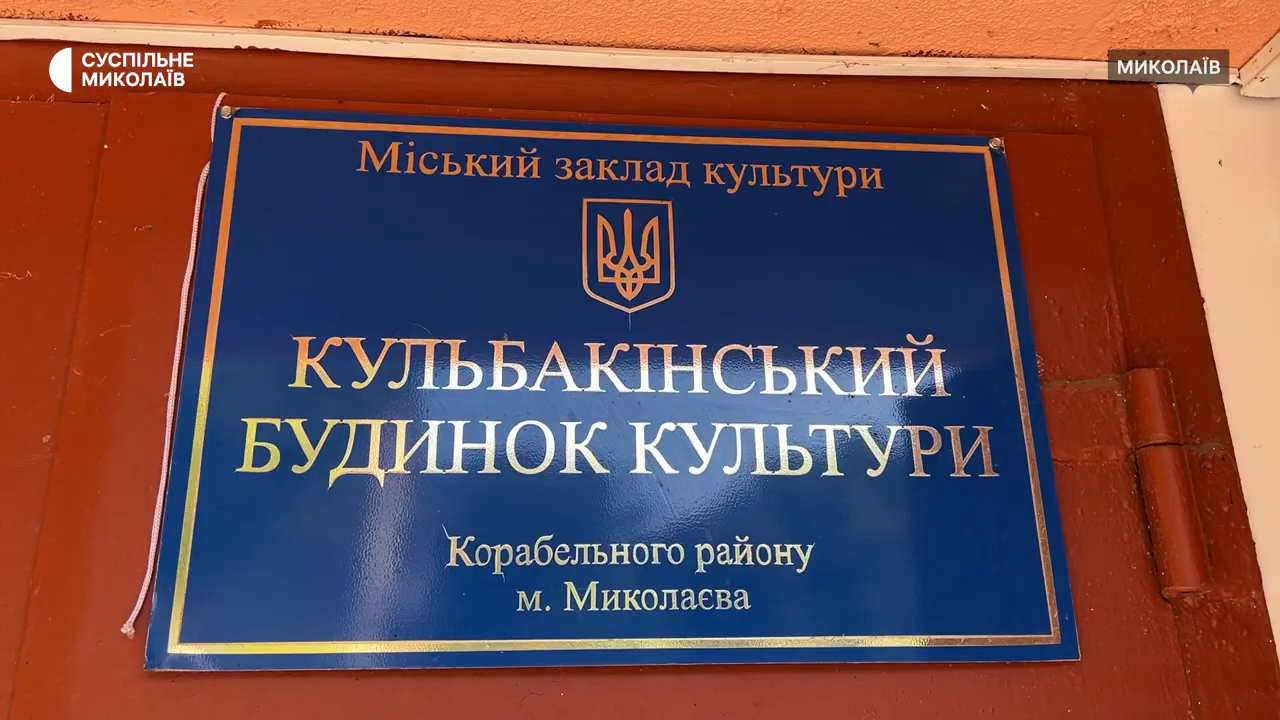 СУСПІЛЬНЕ
МИКОЛАЇВ
МИКОЛАЇВ
Міський заклад культури
КУЛЬБАКІНСЬКИЙ
БУДИНОК КУЛЬТУРИ
Корабельного району
м. Миколаєва